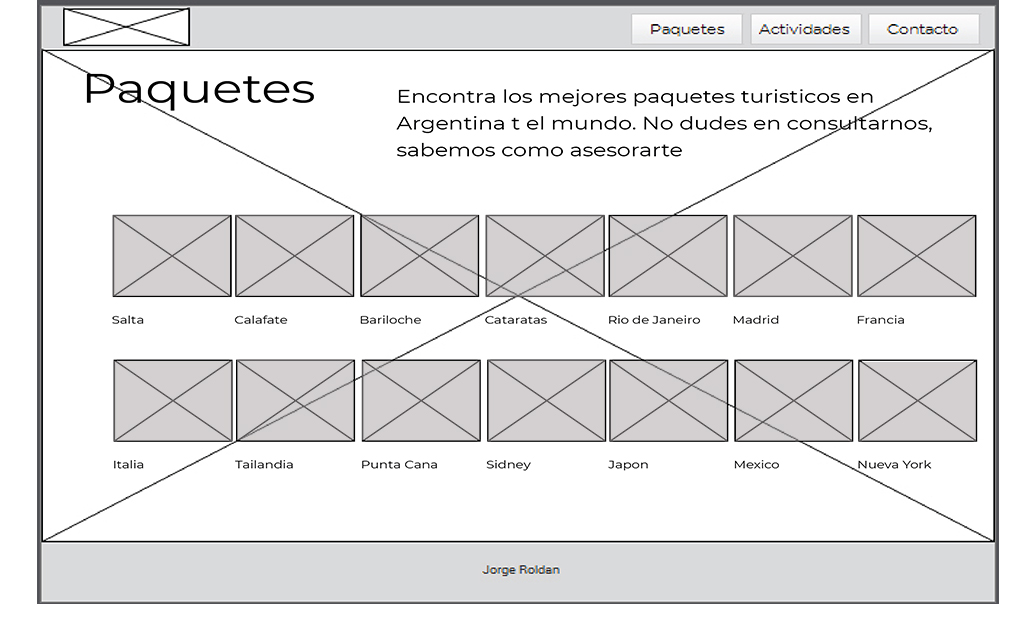 Paquetes
Actividades
Contacto
Paquetes
Encontra los mejores paquetes turisticos en
Argentina t el mundo. No dudes en consultarnos,
sabemos como asesorarte
Salta
Calafate
Bariloche
Cataratas
Rio de Janeiro
Madrid
Francia
Italia
Tailandia
Punta Cana
Sidney
Japon
Mexico
Nueva York
Jorge Roldan